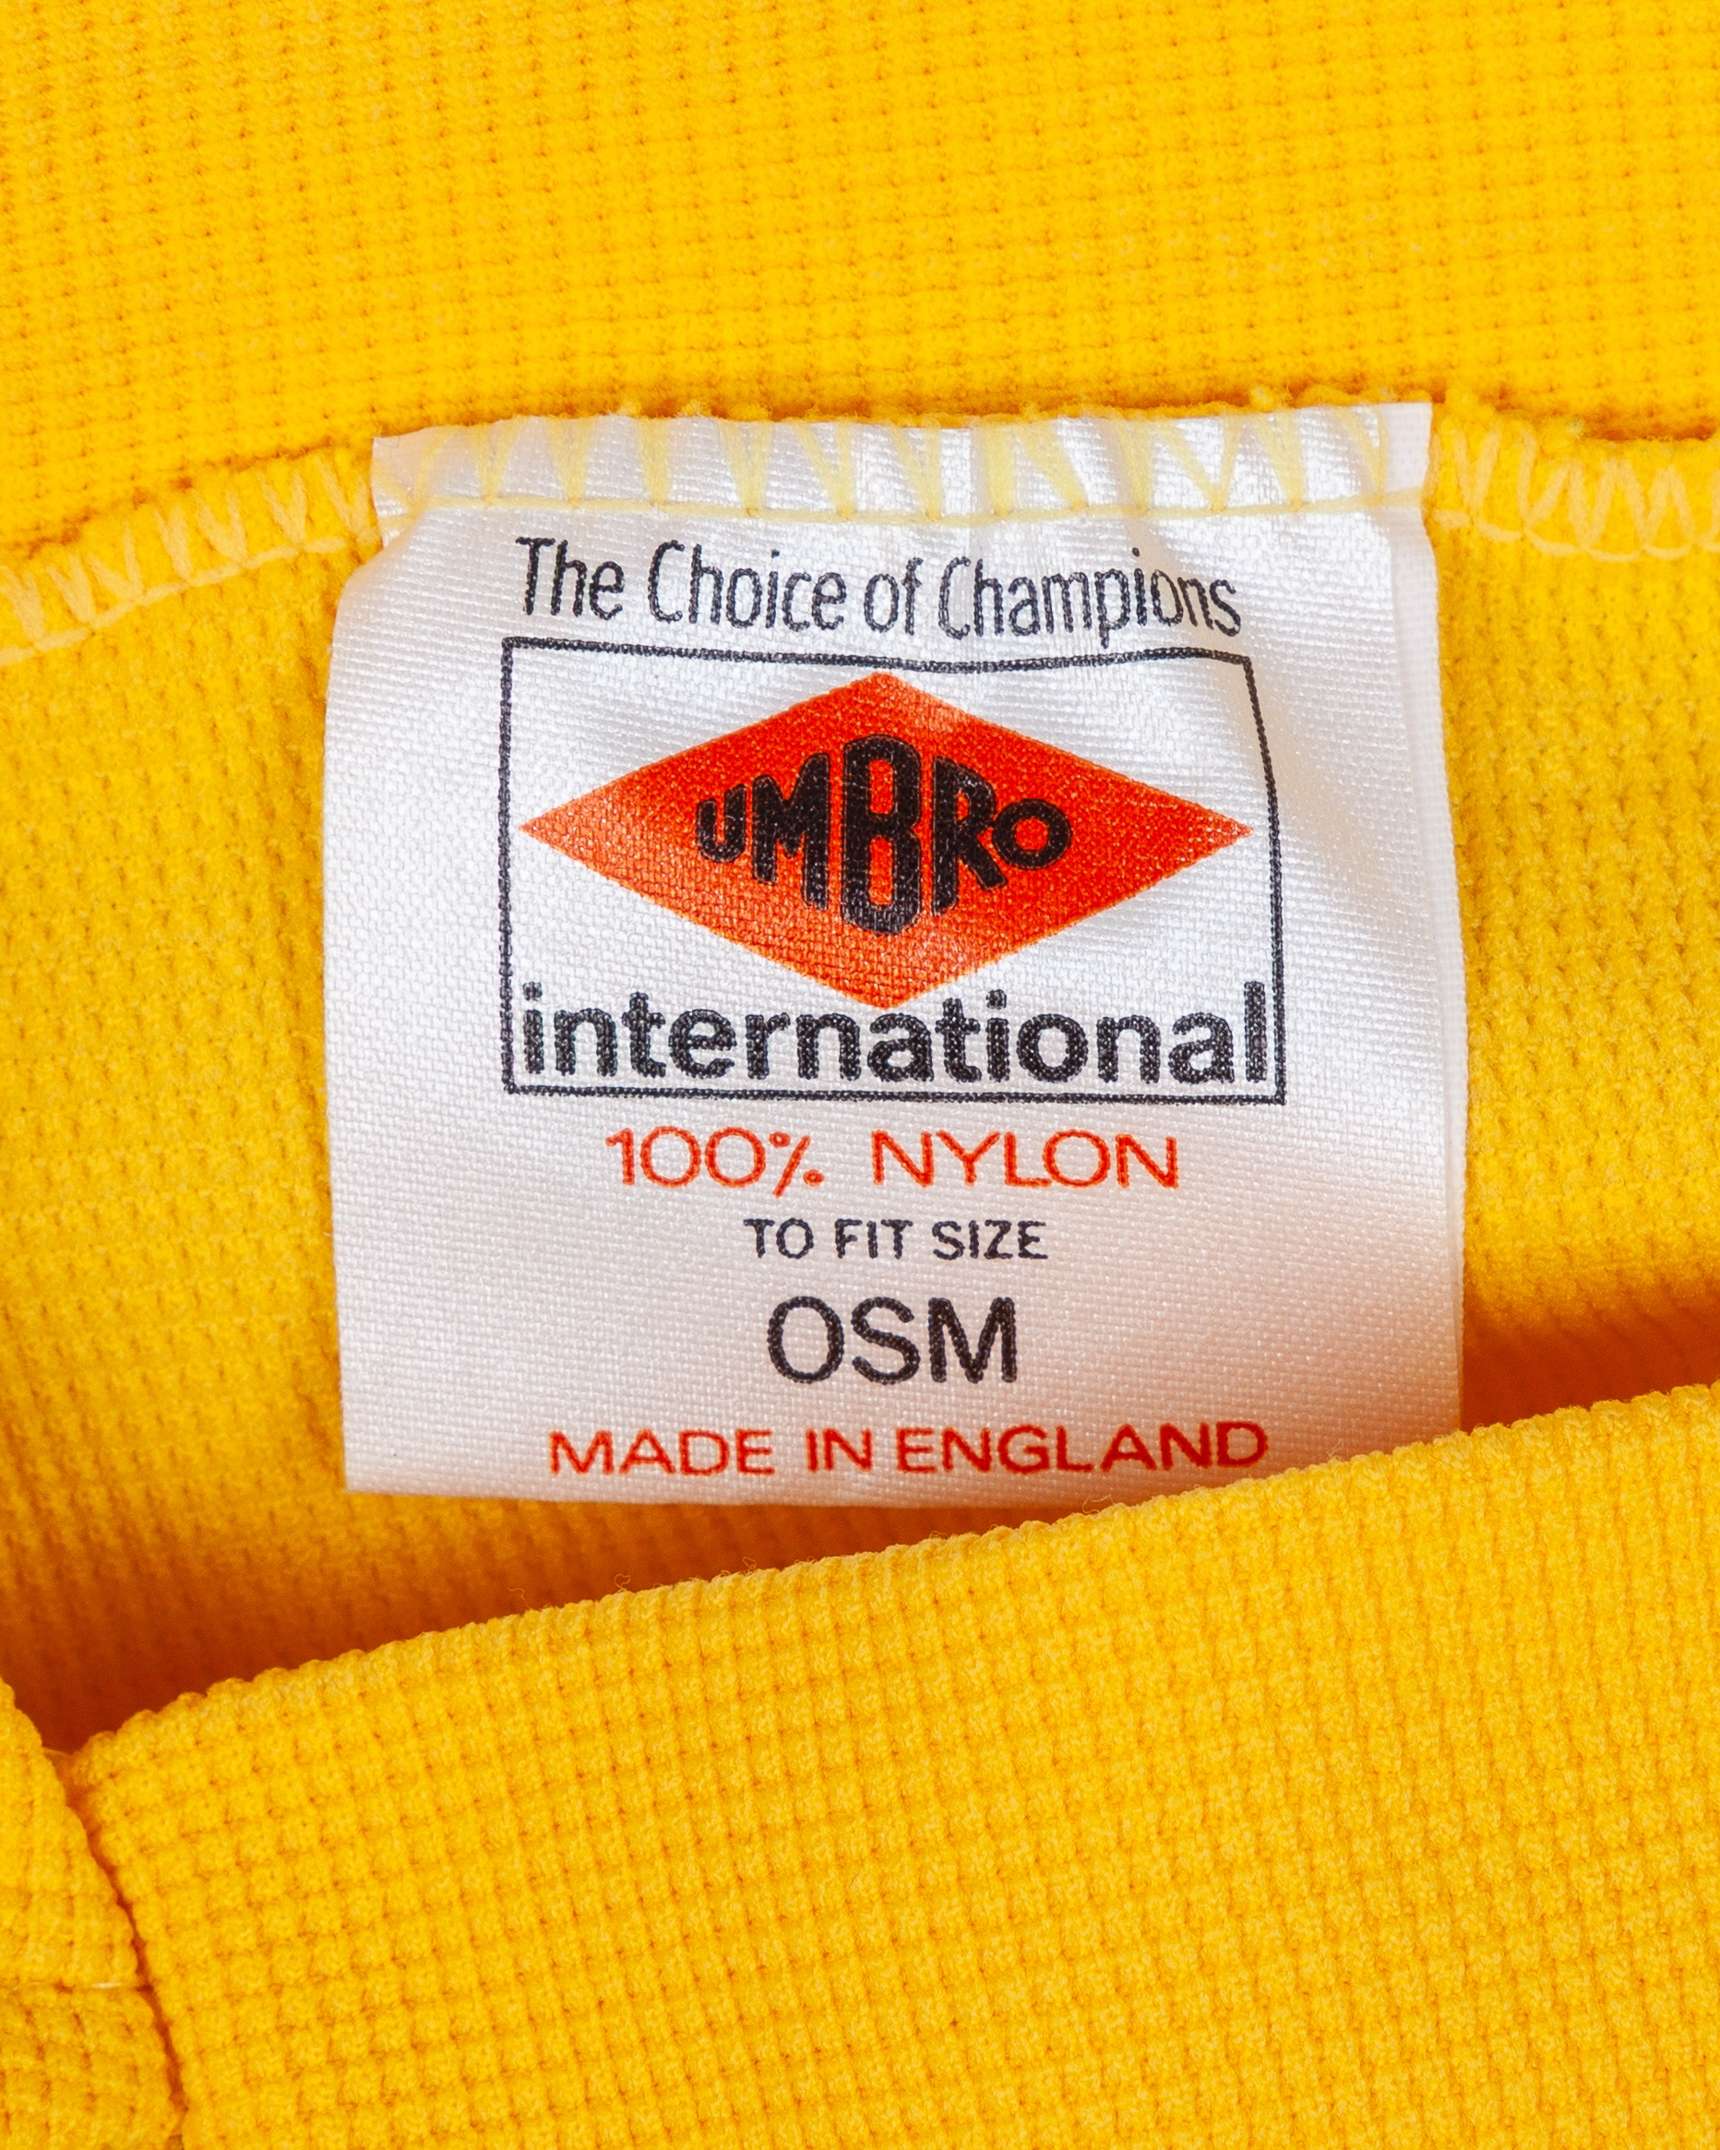 The Choice of Champions
UMBRO
international
100% NYLON
TO FIT SIZE
OSM
MADE IN ENGLAND